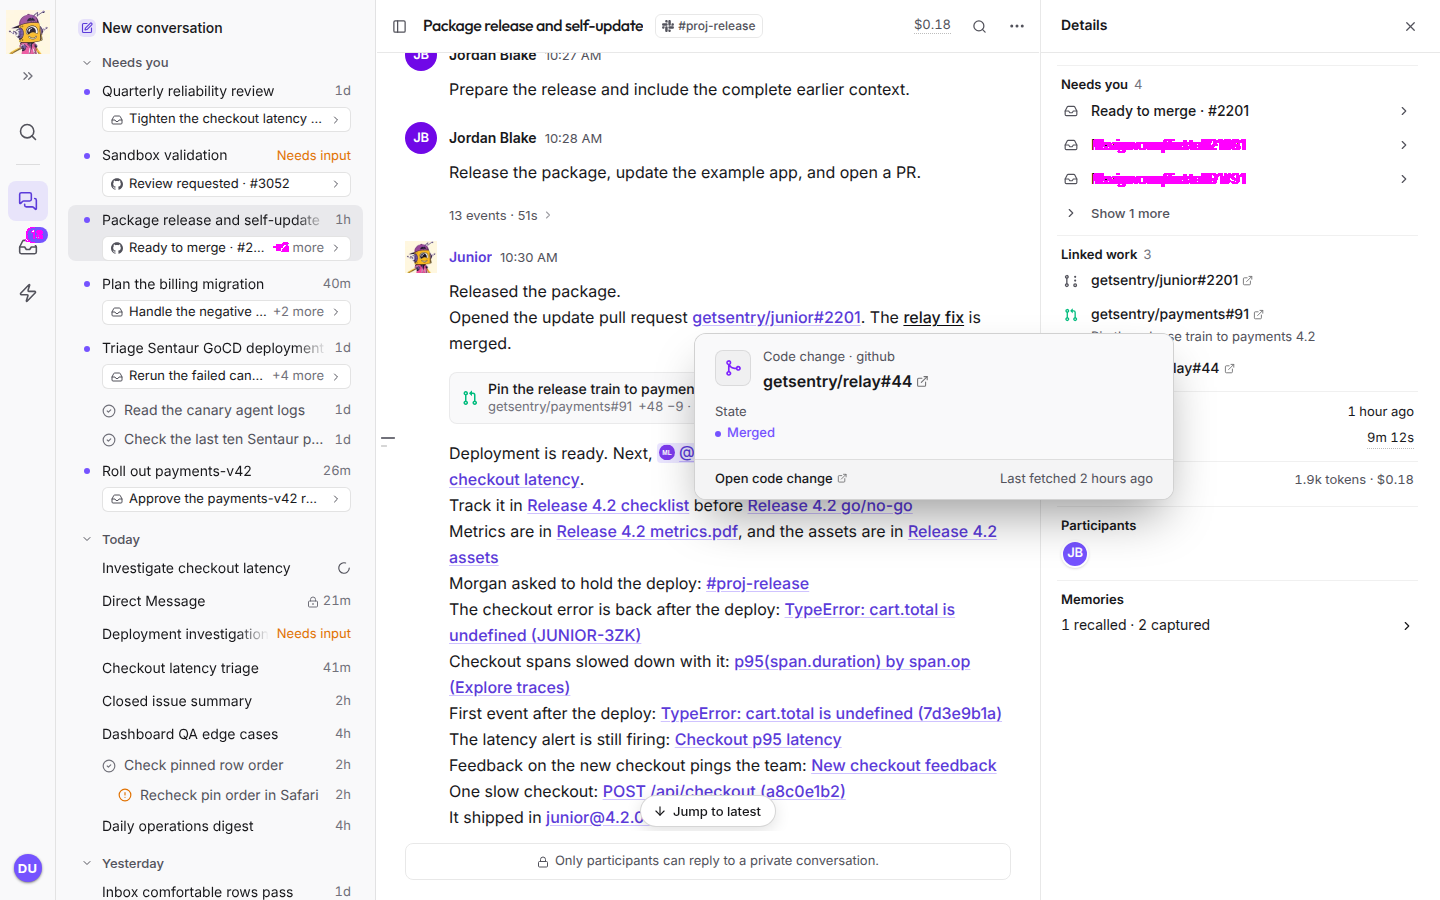 New conversation
Needs you
Quarterly reliability review 1d
Tighten the checkout latency ...
Sandbox validation Needs input
Review requested · #3052
Package release and self-update 1h
Ready to merge · #2... more
Plan the billing migration 40m
Handle the negative ... +2 more
Triage Sentaur GoCD deployment 1d
Rerun the failed can... +4 more
Read the canary agent logs 1d
Check the last ten Sentaur p... 1d
Roll out payments-v42 26m
Approve the payments-v42 r...
Today
Investigate checkout latency
Direct Message 21m
Deployment investigation Needs input
Checkout latency triage 41m
Closed issue summary 2h
Dashboard QA edge cases 4h
Check pinned row order 2h
Recheck pin order in Safari 2h
Daily operations digest 4h
Yesterday
Inbox comfortable rows pass 1d
DU
Package release and self-update #proj-release $0.18
JB Jordan Blake 10:27 AM
Prepare the release and include the complete earlier context.
JB Jordan Blake 10:28 AM
Release the package, update the example app, and open a PR.
13 events · 51s
Junior 10:30 AM
Released the package.
Opened the update pull request getsentry/junior#2201. The relay fix is
merged.
Pin the release train to paymen
getsentry/payments#91 +48 −9 ·
Deployment is ready. Next, ML @
checkout latency.
Track it in Release 4.2 checklist before Release 4.2 go/no-go
Metrics are in Release 4.2 metrics.pdf, and the assets are in Release 4.2
assets
Morgan asked to hold the deploy: #proj-release
The checkout error is back after the deploy: TypeError: cart.total is
undefined (JUNIOR-3ZK)
Checkout spans slowed down with it: p95(span.duration) by span.op
(Explore traces)
First event after the deploy: TypeError: cart.total is undefined (7d3e9b1a)
The latency alert is still firing: Checkout p95 latency
Feedback on the new checkout pings the team: New checkout feedback
One slow checkout: POST /api/checkout (a8c0e1b2)
It shipped in junior@4.2.0
Jump to latest
Only participants can reply to a private conversation.
Code change · github
getsentry/relay#44
State
Merged
Open code change Last fetched 2 hours ago
Details
Needs you 4
Ready to merge · #2201
Show 1 more
Linked work 3
getsentry/junior#2201
getsentry/payments#91
train to payments 4.2
lay#44
1 hour ago
9m 12s
1.9k tokens · $0.18
Participants
JB
Memories
1 recalled · 2 captured